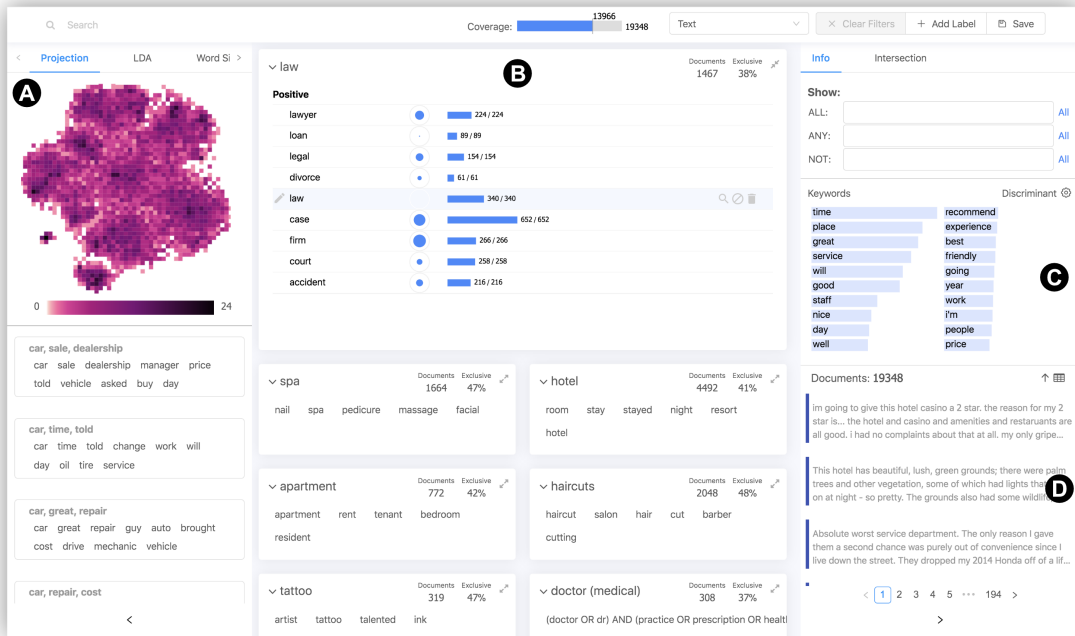 Search
Coverage:
13966
19348
Text
Clear Filters
Add Label
Save
Projection
LDA
Word Si
A
0
24
car, sale, dealership
car sale dealership manager price
told vehicle asked buy day
car, time, told
car time told change work will
day oil tire service
car, great, repair
car great repair guy auto brought
cost drive mechanic vehicle
car, repair, cost
B
law
Documents Exclusive
1467 38%
Positive
lawyer 224 / 224
loan 89 / 89
legal 154 / 154
divorce 61 / 61
law 340 / 340
case 652 / 652
firm 266 / 266
court 258 / 258
accident 216 / 216
spa
Documents Exclusive
1664 47%
nail spa pedicure massage facial
hotel
Documents Exclusive
4492 41%
room stay stayed night resort
hotel
apartment
Documents Exclusive
772 42%
apartment rent tenant bedroom
resident
haircuts
Documents Exclusive
2048 48%
haircut salon hair cut barber
cutting
tattoo
Documents Exclusive
319 47%
artist tattoo talented ink
doctor (medical)
Documents Exclusive
308 37%
(doctor OR dr) AND (practice OR prescription OR healt
Info
Intersection
Show:
ALL: All
ANY: All
NOT: All
Keywords
Discriminant
time
place
great
service
will
good
staff
nice
day
well
recommend
experience
best
friendly
going
year
work
i'm
people
price
C
Documents: 19348
im going to give this hotel casino a 2 star. the reason for my 2
star is... the hotel and casino and amenities and restaruants are
all good. i had no complaints about that at all. my only gripe...
This hotel has beautiful, lush, green grounds; there were palm
trees and other vegetation, some of which had lights
on at night - so pretty. The grounds also had some
D
Absolute worst service department. The only reason I gave
them a second chance was purely out of convenience since I
live down the street. They dropped my 2014 Honda off of a lif...
1 2 3 4 5 ••• 194